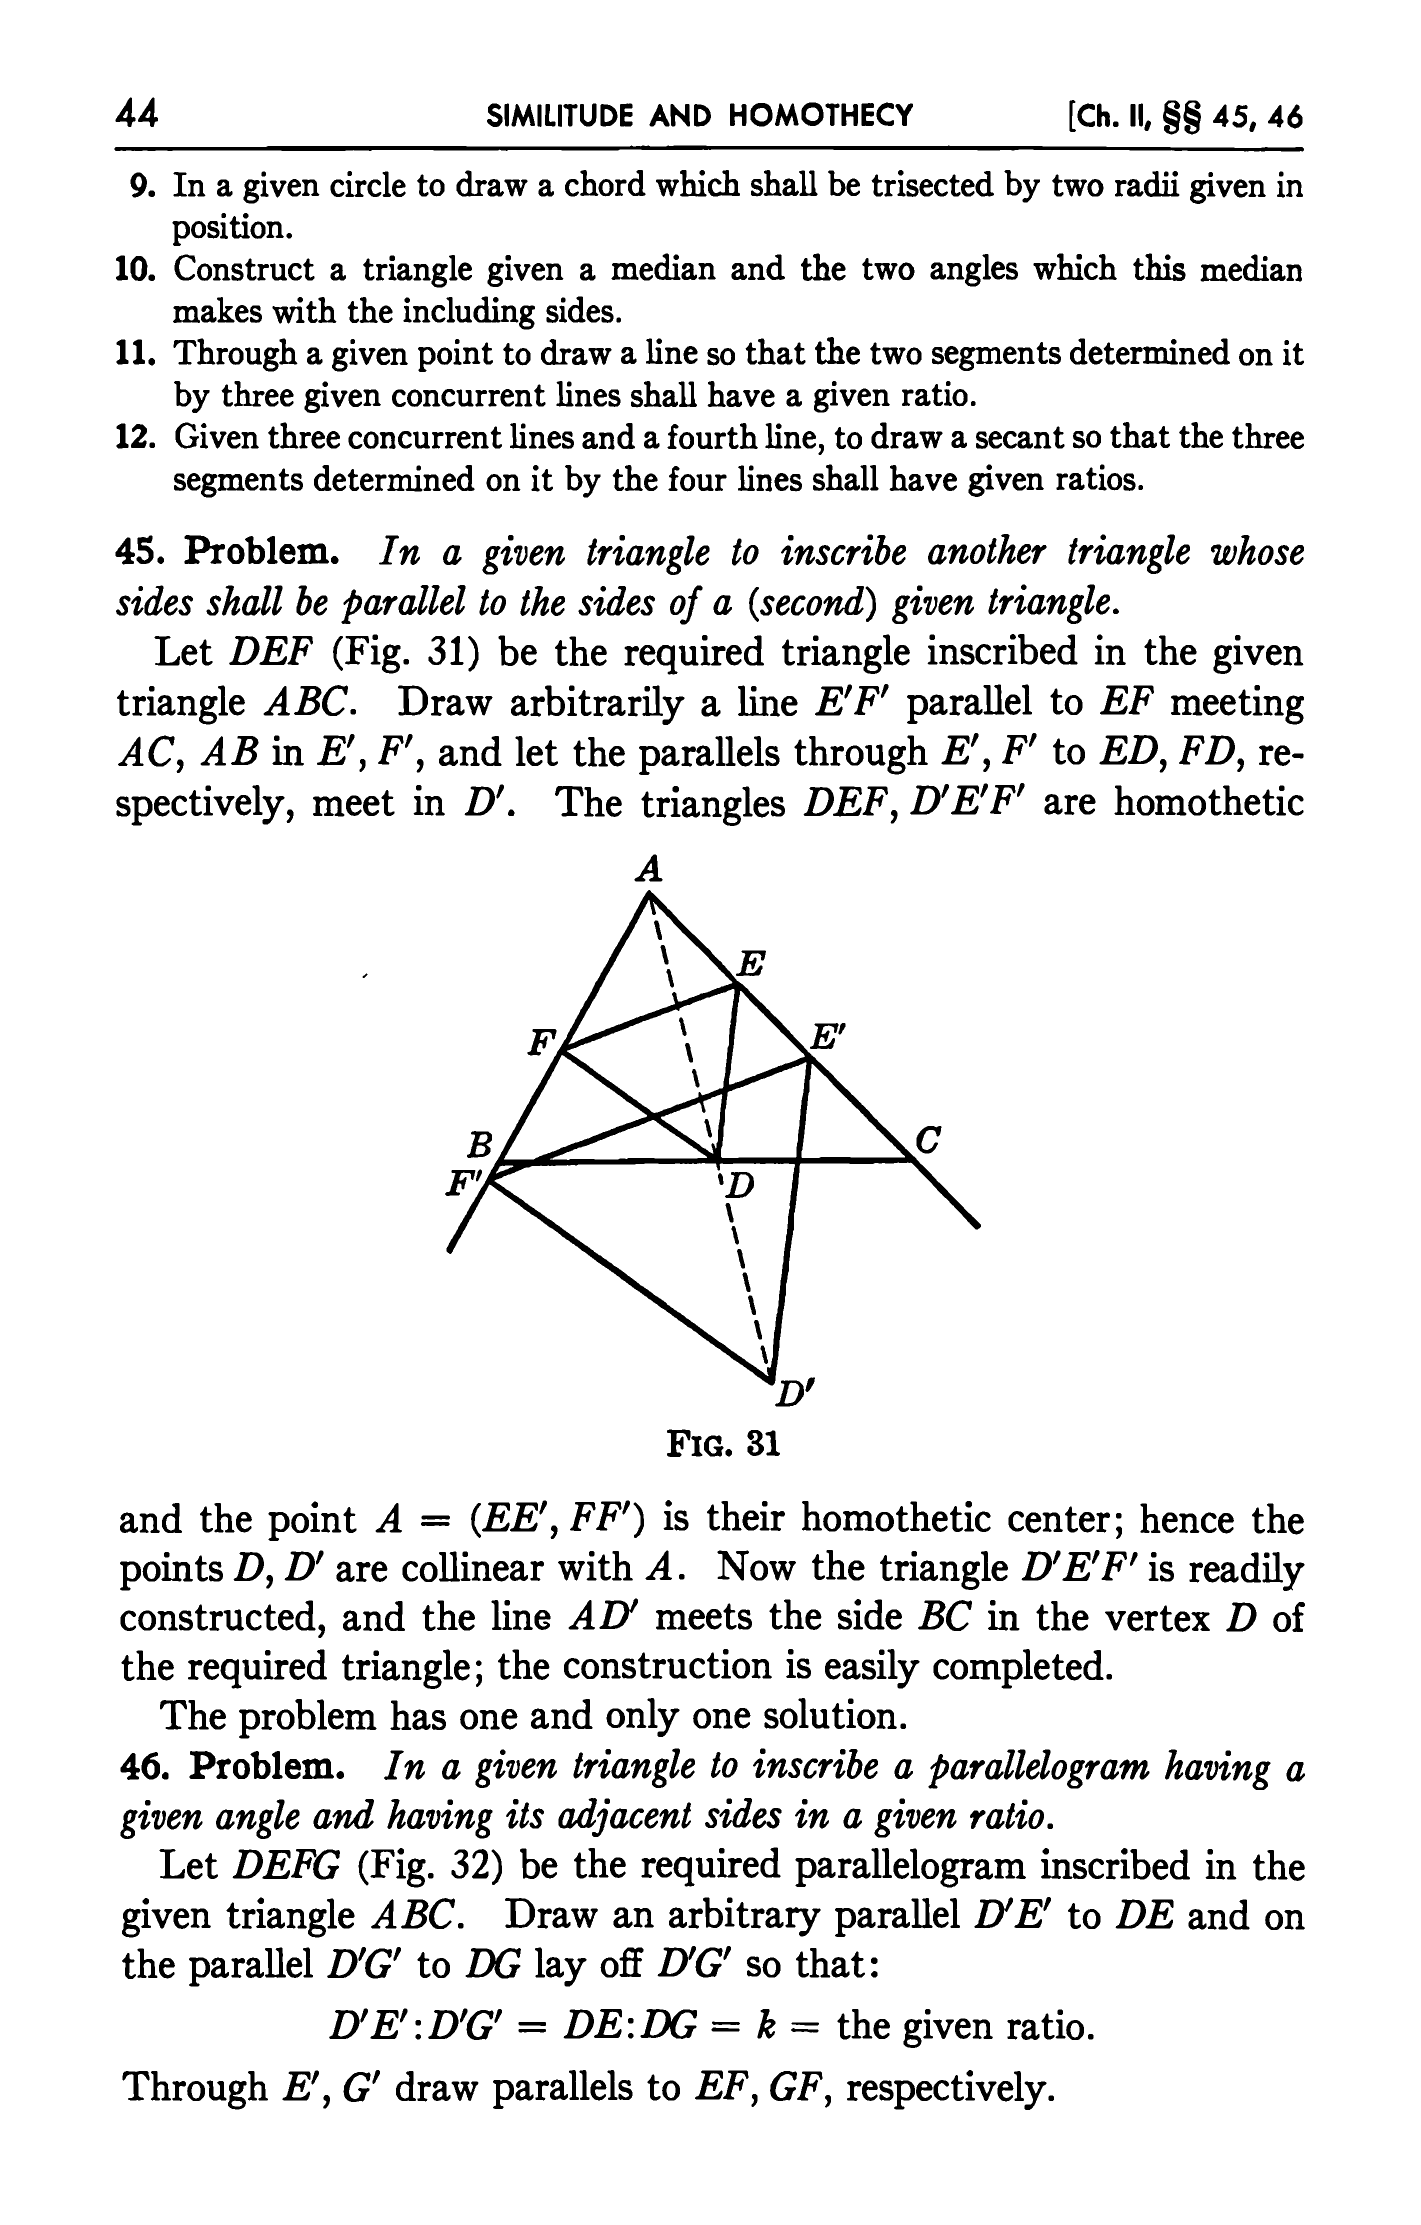 44 SIMILITUDE AND HOMOTHECY [Ch. II, §§ 45, 46
9. In a given circle to draw a chord which shall be trisected by two radii given in
position.
10. Construct a triangle given a median and the two angles which this median
makes with the including sides.
11. Through a given point to draw a line so that the two segments determined on it
by three given concurrent lines shall have a given ratio.
12. Given three concurrent lines and a fourth line, to draw a secant so that the three
segments determined on it by the four lines shall have given ratios.
45. Problem. In a given triangle to inscribe another triangle whose
sides shall be parallel to the sides of a (second) given triangle.
Let DEF (Fig. 31) be the required triangle inscribed in the given
triangle ABC. Draw arbitrarily a line E'F' parallel to EF meeting
AC, AB in E', F', and let the parallels through E', F' to ED, FD, re-
spectively, meet in D'. The triangles DEF, D'E'F' are homothetic
A
E
F
E'
B
C
F'
D
D'
FIG. 31
and the point A = (EE', FF') is their homothetic center; hence the
points D, D' are collinear with A. Now the triangle D'E'F' is readily
constructed, and the line AD' meets the side BC in the vertex D of
the required triangle; the construction is easily completed.
The problem has one and only one solution.
46. Problem. In a given triangle to inscribe a parallelogram having a
given angle and having its adjacent sides in a given ratio.
Let DEFG (Fig. 32) be the required parallelogram inscribed in the
given triangle ABC. Draw an arbitrary parallel D'E' to DE and on
the parallel D'G' to DG lay off D'G' so that:
D'E':D'G' = DE:DG = k = the given ratio.
Through E', G' draw parallels to EF, GF, respectively.